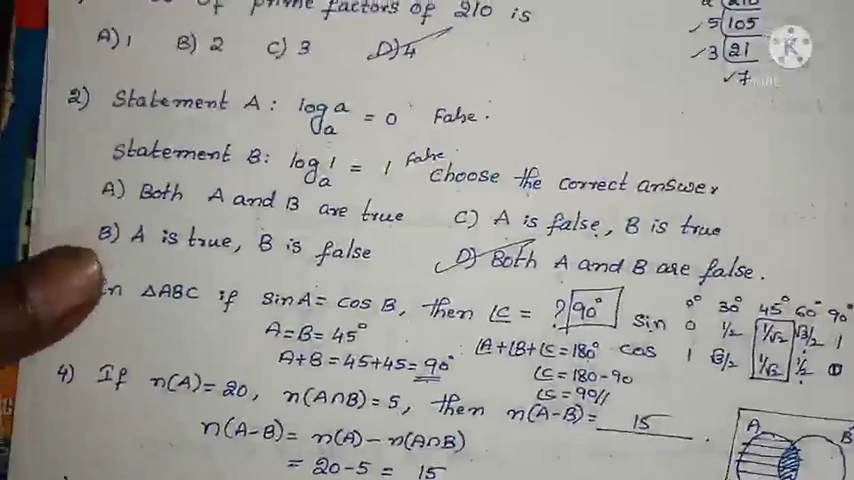 of prime factors of 210 is
A) 1 B) 2 C) 3 D) 4
5 105
3 21
7
2) Statement A: log_a a = 0 False.
Statement B: log_a 1 = 1 False choose the correct answer
A) Both A and B are true C) A is false, B is true
B) A is true, B is false D) Both A and B are false.
In ΔABC if sinA = cos B, then ∠C = ? 90°
A=B= 45°
A+B = 45+45 = 90°
∠A+∠B+∠C = 180°
∠C = 180-90
∠C = 90//
0° 30° 45° 60° 90°
sin 0 1/2 1/√2 √3/2 1
cos 1 √3/2 1/√2 1/2 0
4) If n(A) = 20, n(A∩B) = 5, then n(A-B) = 15.
n(A-B) = n(A) - n(A∩B)
= 20-5 = 15
A B